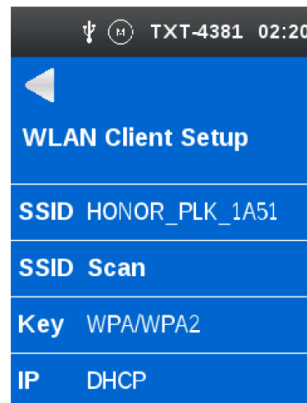 M TXT-4381 02:20
WLAN Client Setup
SSID HONOR_PLK_1A51
SSID Scan
Key WPA/WPA2
IP DHCP